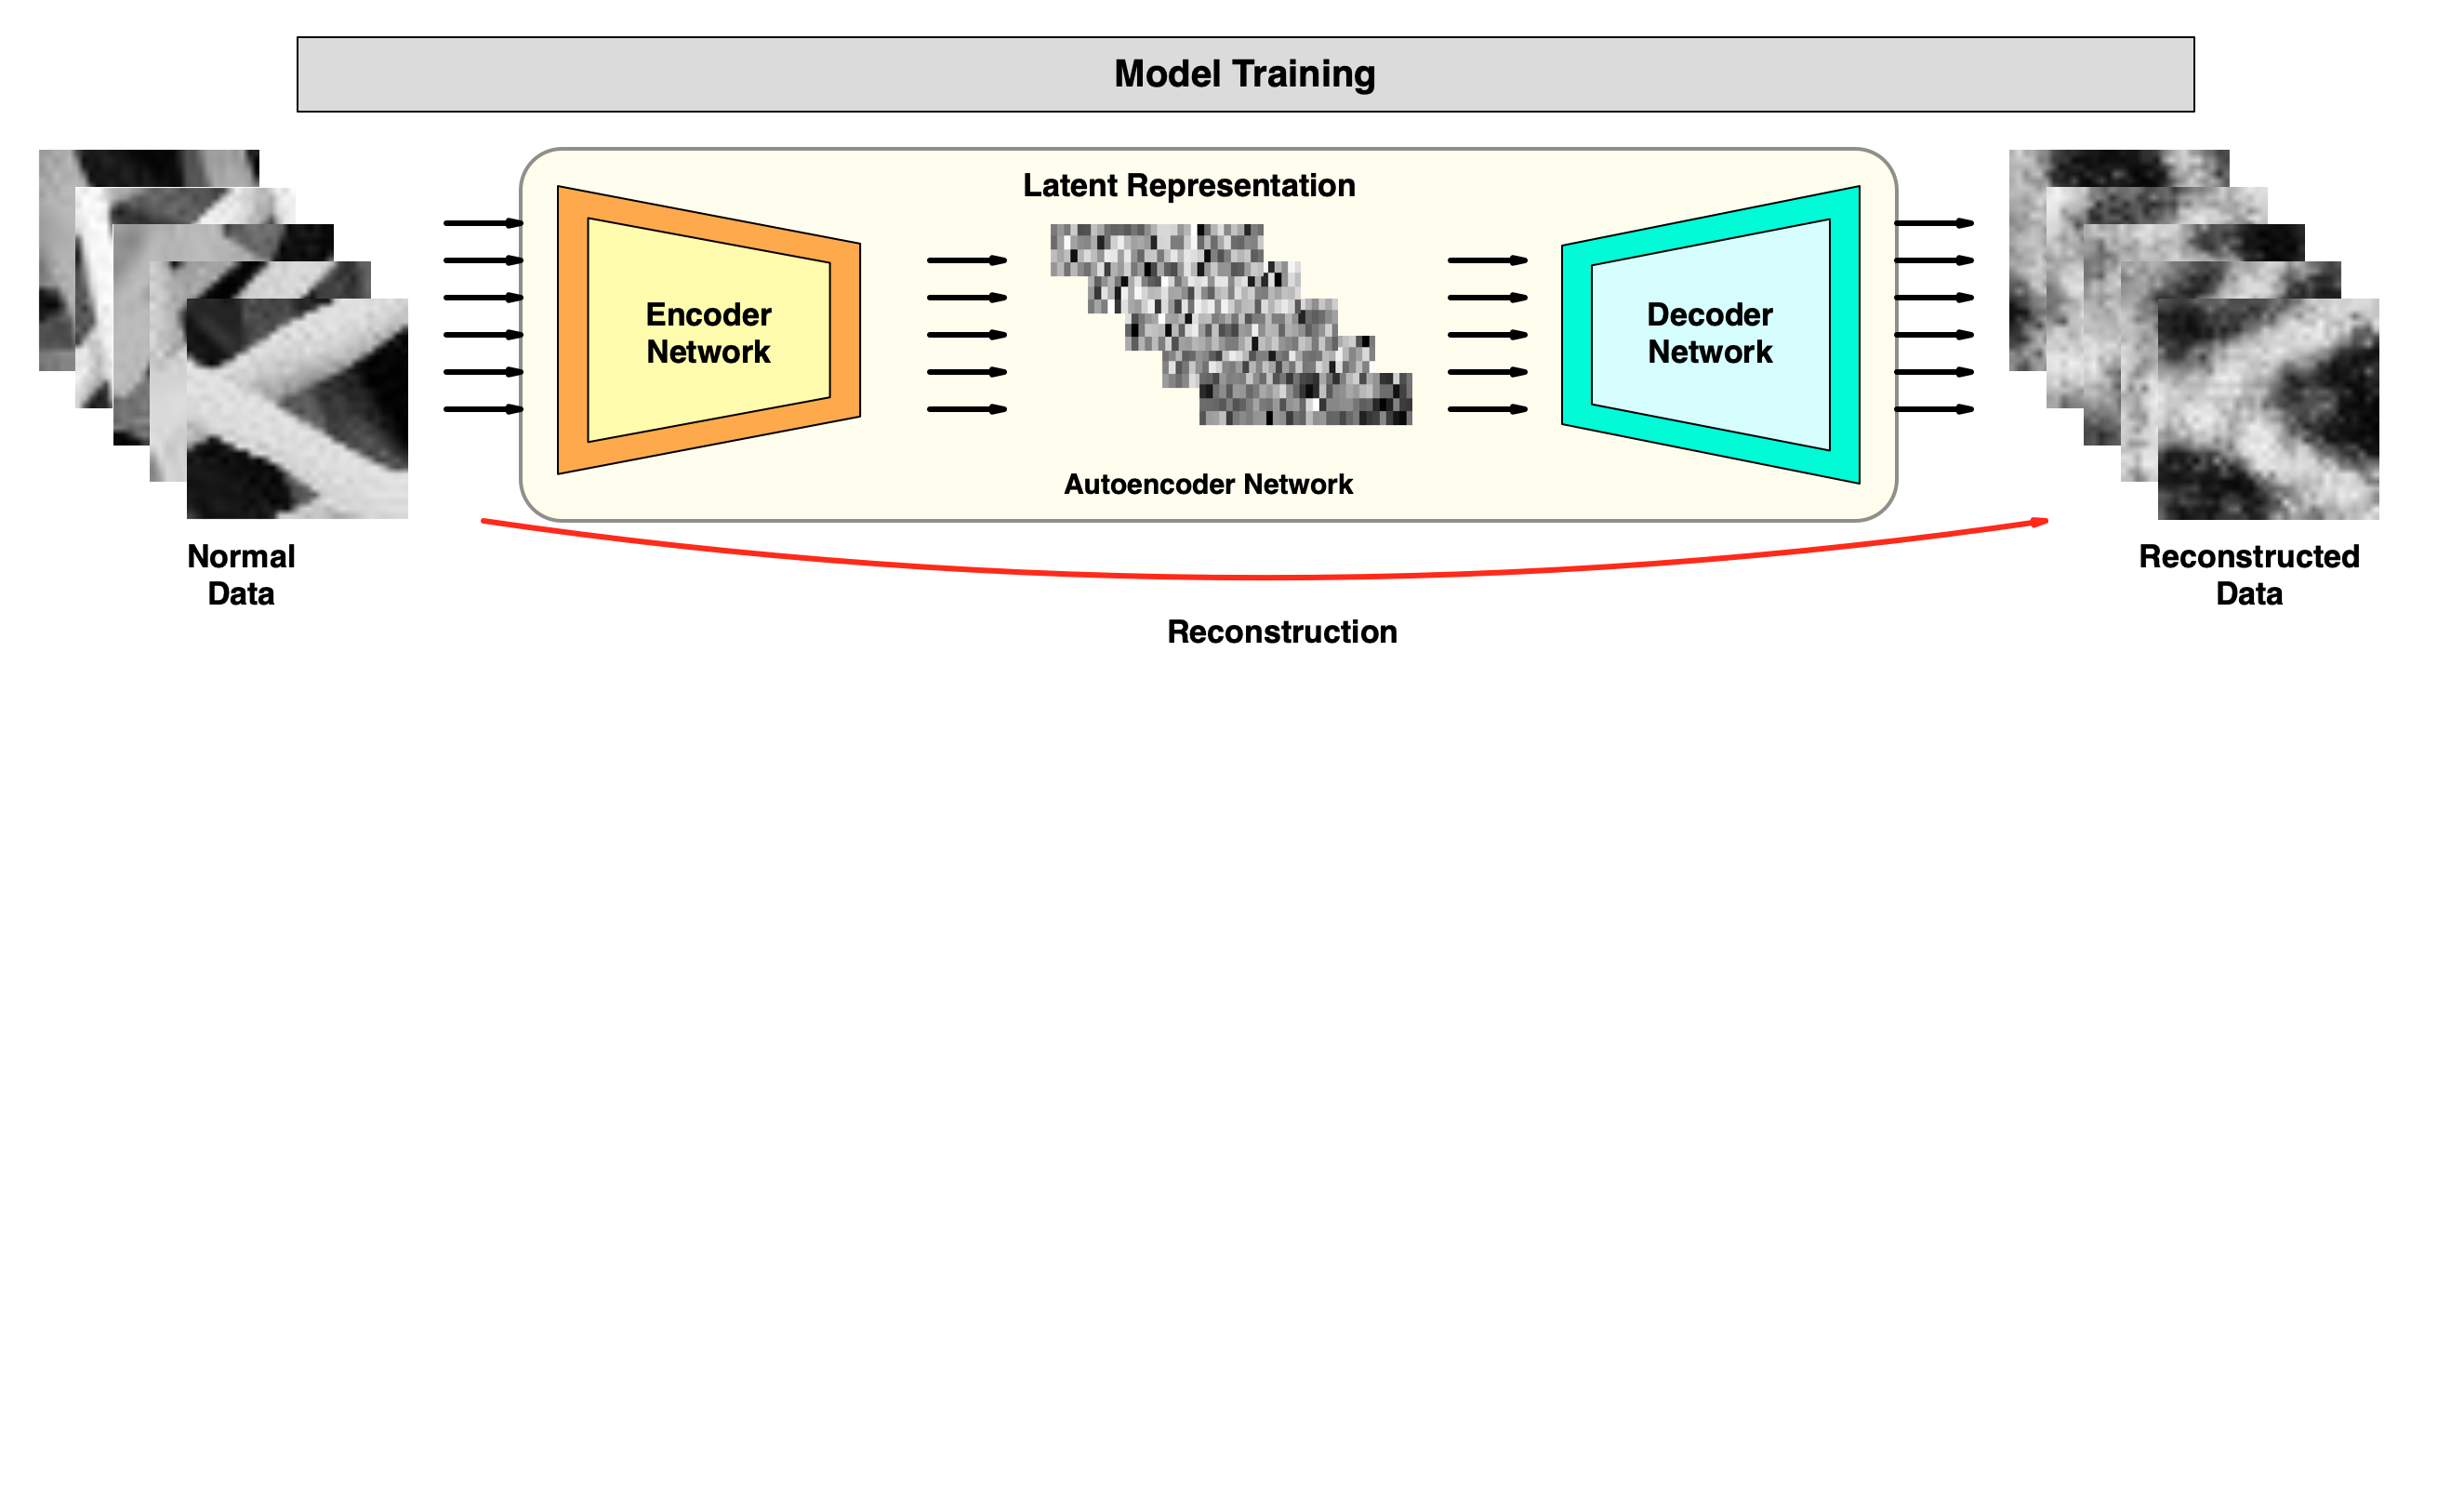 Model Training
Latent Representation
Encoder
Network
Decoder
Network
Autoencoder Network
Normal
Data
Reconstructed
Data
Reconstruction